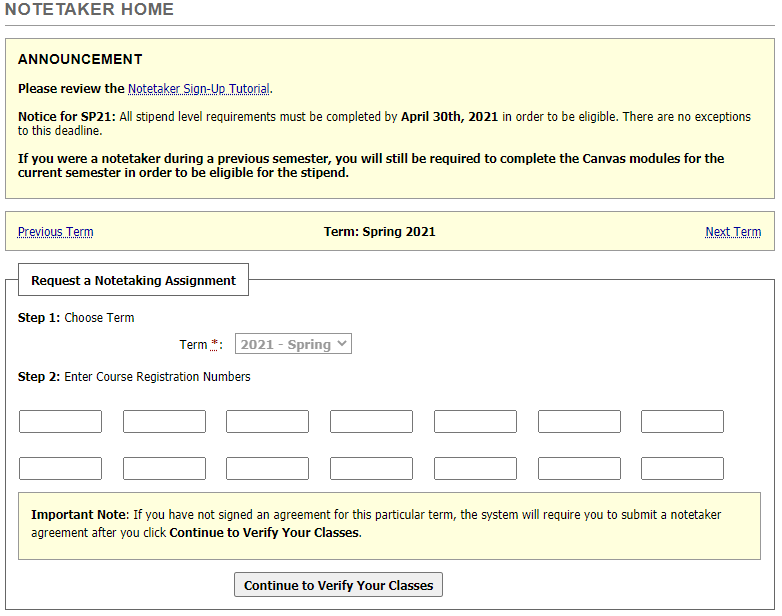 NOTETAKER HOME
ANNOUNCEMENT
Please review the Notetaker Sign-Up Tutorial.
Notice for SP21: All stipend level requirements must be completed by April 30th, 2021 in order to be eligible. There are no exceptions
to this deadline.
If you were a notetaker during a previous semester, you will still be required to complete the Canvas modules for the
current semester in order to be eligible for the stipend.
Previous Term Term: Spring 2021 Next Term
Request a Notetaking Assignment
Step 1: Choose Term
Term *: 2021 - Spring
Step 2: Enter Course Registration Numbers
Important Note: If you have not signed an agreement for this particular term, the system will require you to submit a notetaker
agreement after you click Continue to Verify Your Classes.
Continue to Verify Your Classes